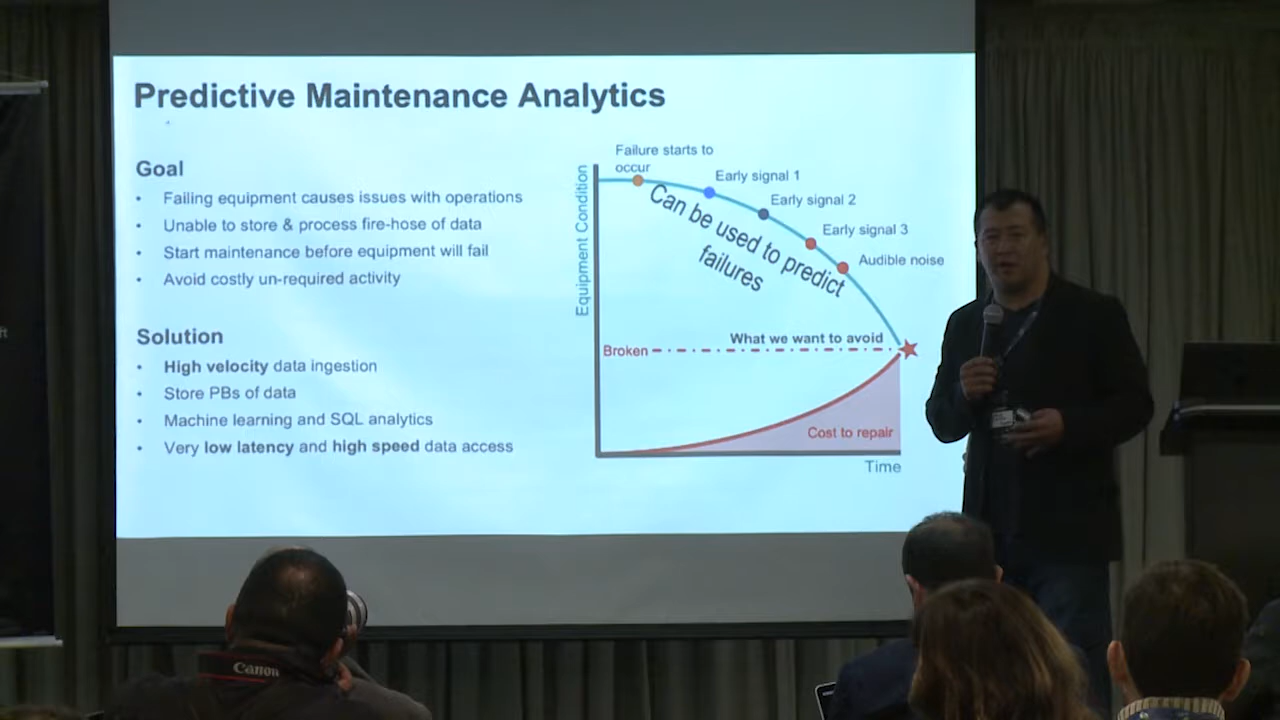 Predictive Maintenance Analytics
Goal
• Failing equipment causes issues with operations
• Unable to store & process fire-hose of data
• Start maintenance before equipment will fail
• Avoid costly un-required activity
Solution
• High velocity data ingestion
• Store PBs of data
• Machine learning and SQL analytics
• Very low latency and high speed data access
Failure starts to
occur
Early signal 1
Early signal 2
Early signal 3
Audible noise
Can be used to predict
failures
Equipment Condition
What we want to avoid
Broken
Cost to repair
Time
ft
Canon